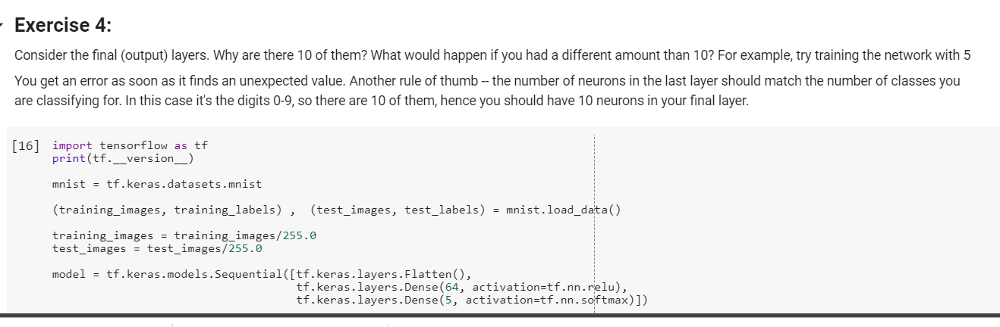 Exercise 4:
Consider the final (output) layers. Why are there 10 of them? What would happen if you had a different amount than 10? For example, try training the network with 5
You get an error as soon as it finds an unexpected value. Another rule of thumb -- the number of neurons in the last layer should match the number of classes you
are classifying for. In this case it's the digits 0-9, so there are 10 of them, hence you should have 10 neurons in your final layer.
[16] import tensorflow as tf
print(tf.__version__)
mnist = tf.keras.datasets.mnist
(training_images, training_labels) ,  (test_images, test_labels) = mnist.load_data()
training_images = training_images/255.0
test_images = test_images/255.0
model = tf.keras.models.Sequential([tf.keras.layers.Flatten(),
tf.keras.layers.Dense(64, activation=tf.nn.relu),
tf.keras.layers.Dense(5, activation=tf.nn.softmax)])